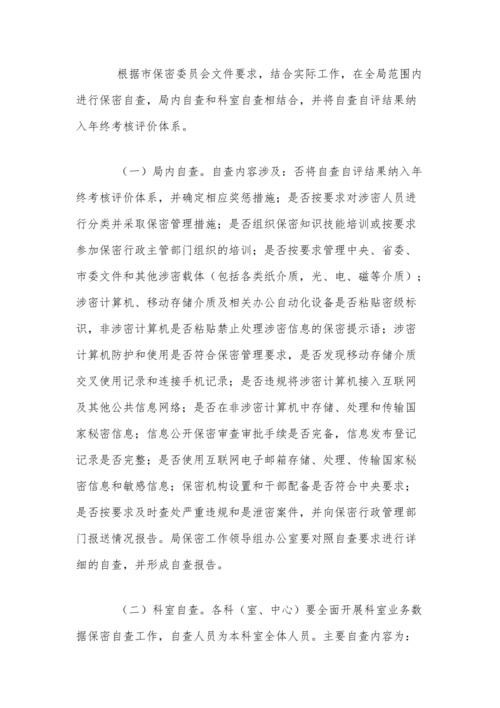 根据市保密委员会文件要求，结合实际工作，在全局范围内
进行保密自查，局内自查和科室自查相结合，并将自查自评结果纳
入年终考核评价体系。
（一）局内自查。自查内容涉及：否将自查自评结果纳入年
终考核评价体系，并确定相应奖惩措施；是否按要求对涉密人员进
行分类并采取保密管理措施；是否组织保密知识技能培训或按要求
参加保密行政主管部门组织的培训；是否按要求管理中央、省委、
市委文件和其他涉密载体（包括各类纸介质，光、电、磁等介质）；
涉密计算机、移动存储介质及相关办公自动化设备是否粘贴密级标
识，非涉密计算机是否粘贴禁止处理涉密信息的保密提示语；涉密
计算机防护和使用是否符合保密管理要求，是否发现移动存储介质
交叉使用记录和连接手机记录；是否违规将涉密计算机接入互联网
及其他公共信息网络；是否在非涉密计算机中存储、处理和传输国
家秘密信息；信息公开保密审查审批手续是否完备，信息发布登记
记录是否完整；是否使用互联网电子邮箱存储、处理、传输国家秘
密信息和敏感信息；保密机构设置和干部配备是否符合中央要求；
是否按要求及时查处严重违规和是泄密案件，并向保密行政管理部
门报送情况报告。局保密工作领导组办公室要对照自查要求进行详
细的自查，并形成自查报告。
（二）科室自查。各科（室、中心）要全面开展科室业务数
据保密自查工作，自查人员为本科室全体人员。主要自查内容为：